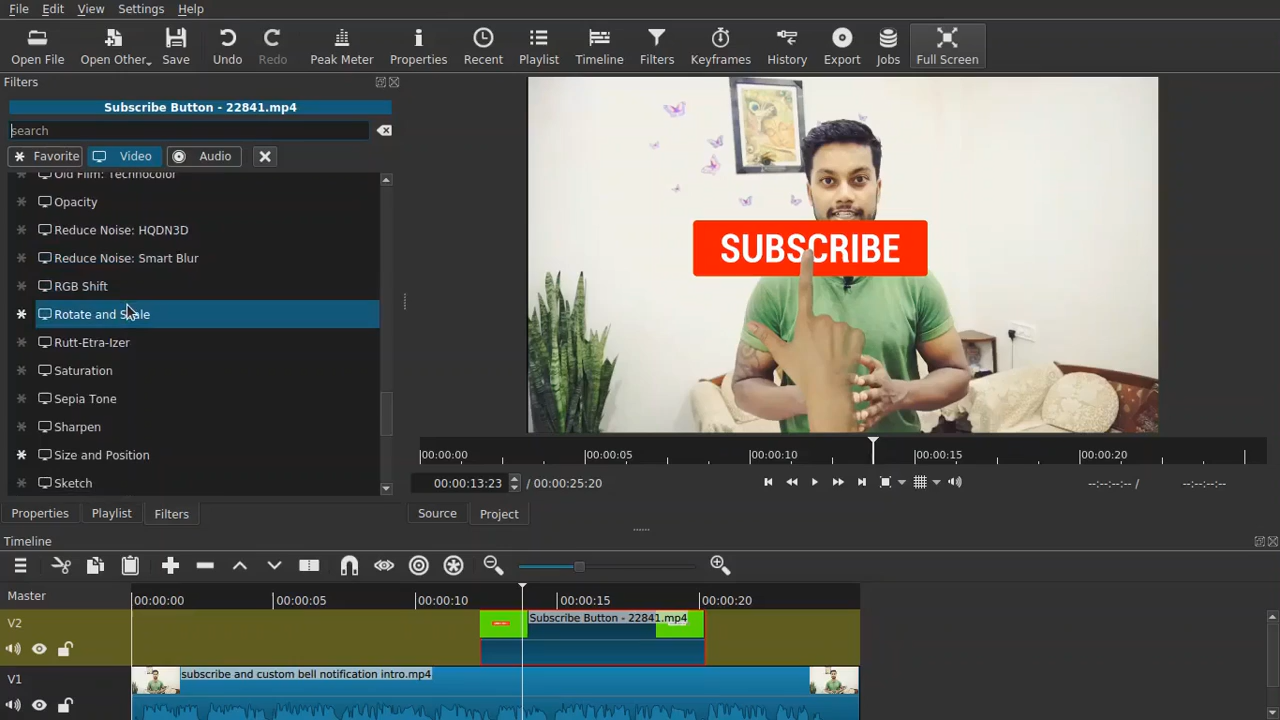 File Edit View Settings Help
Open File Open Other... Save Undo Redo Peak Meter Properties Recent Playlist Timeline Filters Keyframes History Export Jobs Full Screen
Filters
Subscribe Button - 22841.mp4
search
Favorite Video Audio
Old Film: Technocolor
Opacity
Reduce Noise: HQDN3D
Reduce Noise: Smart Blur
RGB Shift
Rotate and Scale
Rutt-Etra-Izer
Saturation
Sepia Tone
Sharpen
Size and Position
Sketch
SUBSCRIBE
00:00:00 00:00:05 00:00:10 00:00:15 00:00:20
00:00:13:23 / 00:00:25:20 --:--:--:-- / --:--:--:--
Properties Playlist Filters Source Project
Timeline
Master 00:00:00 00:00:05 00:00:10 00:00:15 00:00:20
V2 Subscribe Button - 22841.mp4
V1 subscribe and custom bell notification intro.mp4